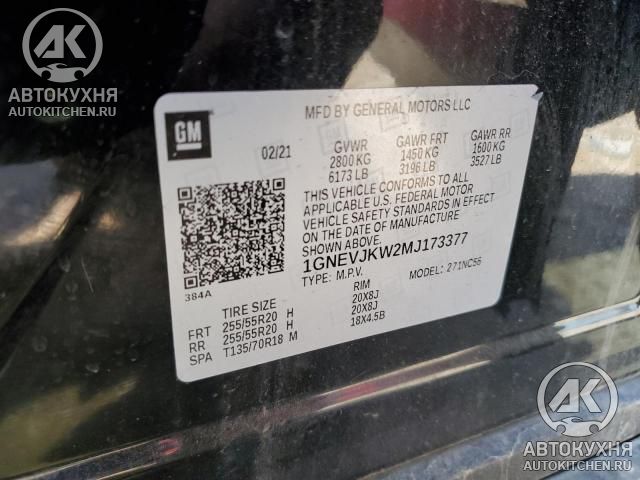 АК
АВТОКУХНЯ
AUTOKITCHEN.RU
GM
MFD BY GENERAL MOTORS LLC
02/21
GVWR GAWR FRT GAWR RR
2800 KG 1450 KG 1600 KG
6173 LB 3196 LB 3527 LB
THIS VEHICLE CONFORMS TO ALL
APPLICABLE U.S. FEDERAL MOTOR
VEHICLE SAFETY STANDARDS IN EFFECT
ON THE DATE OF MANUFACTURE
SHOWN ABOVE.
1GNEVJKW2MJ173377
TYPE: M.P.V. MODEL: 271NC56
384A
TIRE SIZE RIM
FRT 255/55R20 H 20X8J
RR 255/55R20 H 20X8J
SPA T135/70R18 M 18X4.5B
АК
АВТОКУХНЯ
AUTOKITCHEN.RU